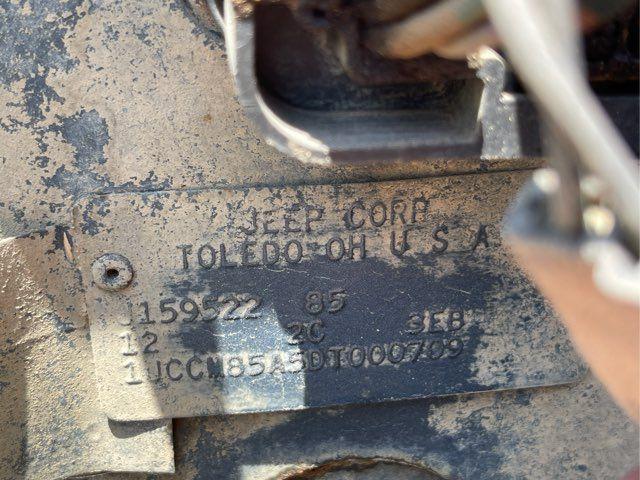 JEEP CORP
TOLEDO OH U S A
J159522 85
12 2C 3EB
1JCCM85A5DT000709